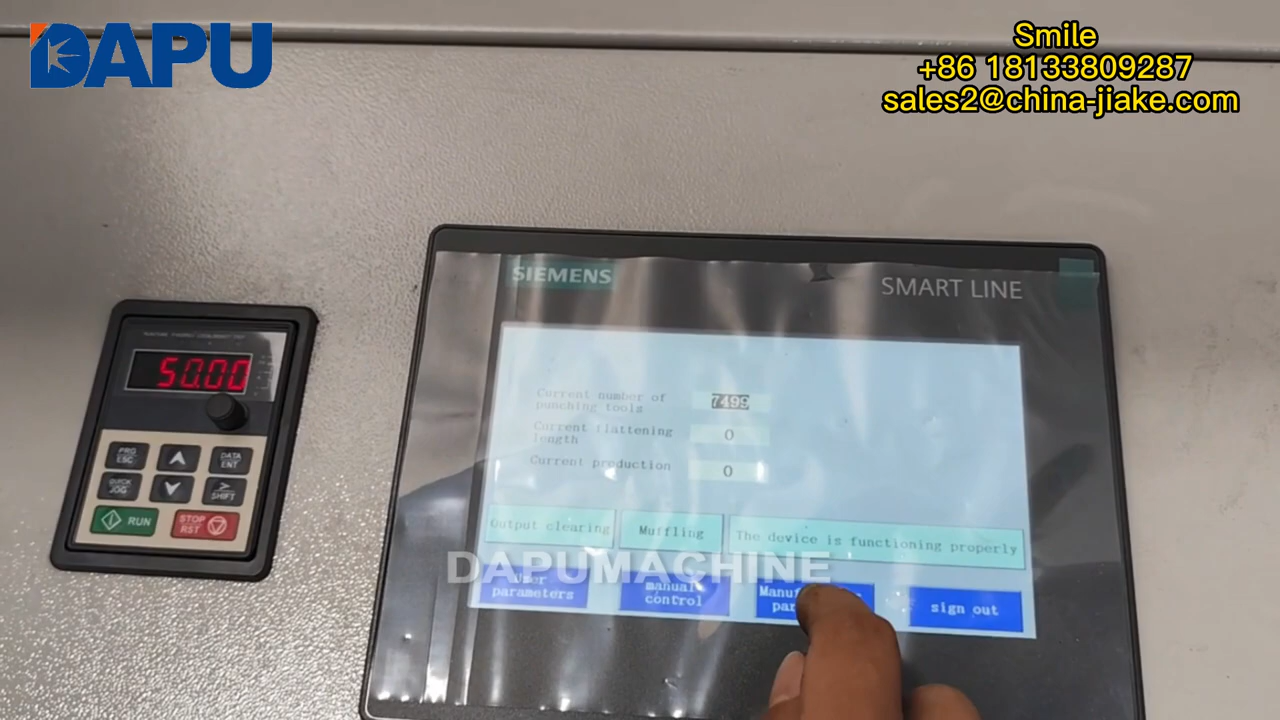 DAPU
Smile
+86 18133809287
sales2@china-jiake.com
SIEMENS
SMART LINE
50.00
PRG
ESC
DATA
ENT
QUICK
JOG
>
SHIFT
RUN
STOP
RST
Current number of
punching tools
7499
Current flattening
length
0
Current production
0
Output clearing
Muffling
The device is functioning properly
DAPUMACHINE
User
parameters
manual
control
sign out